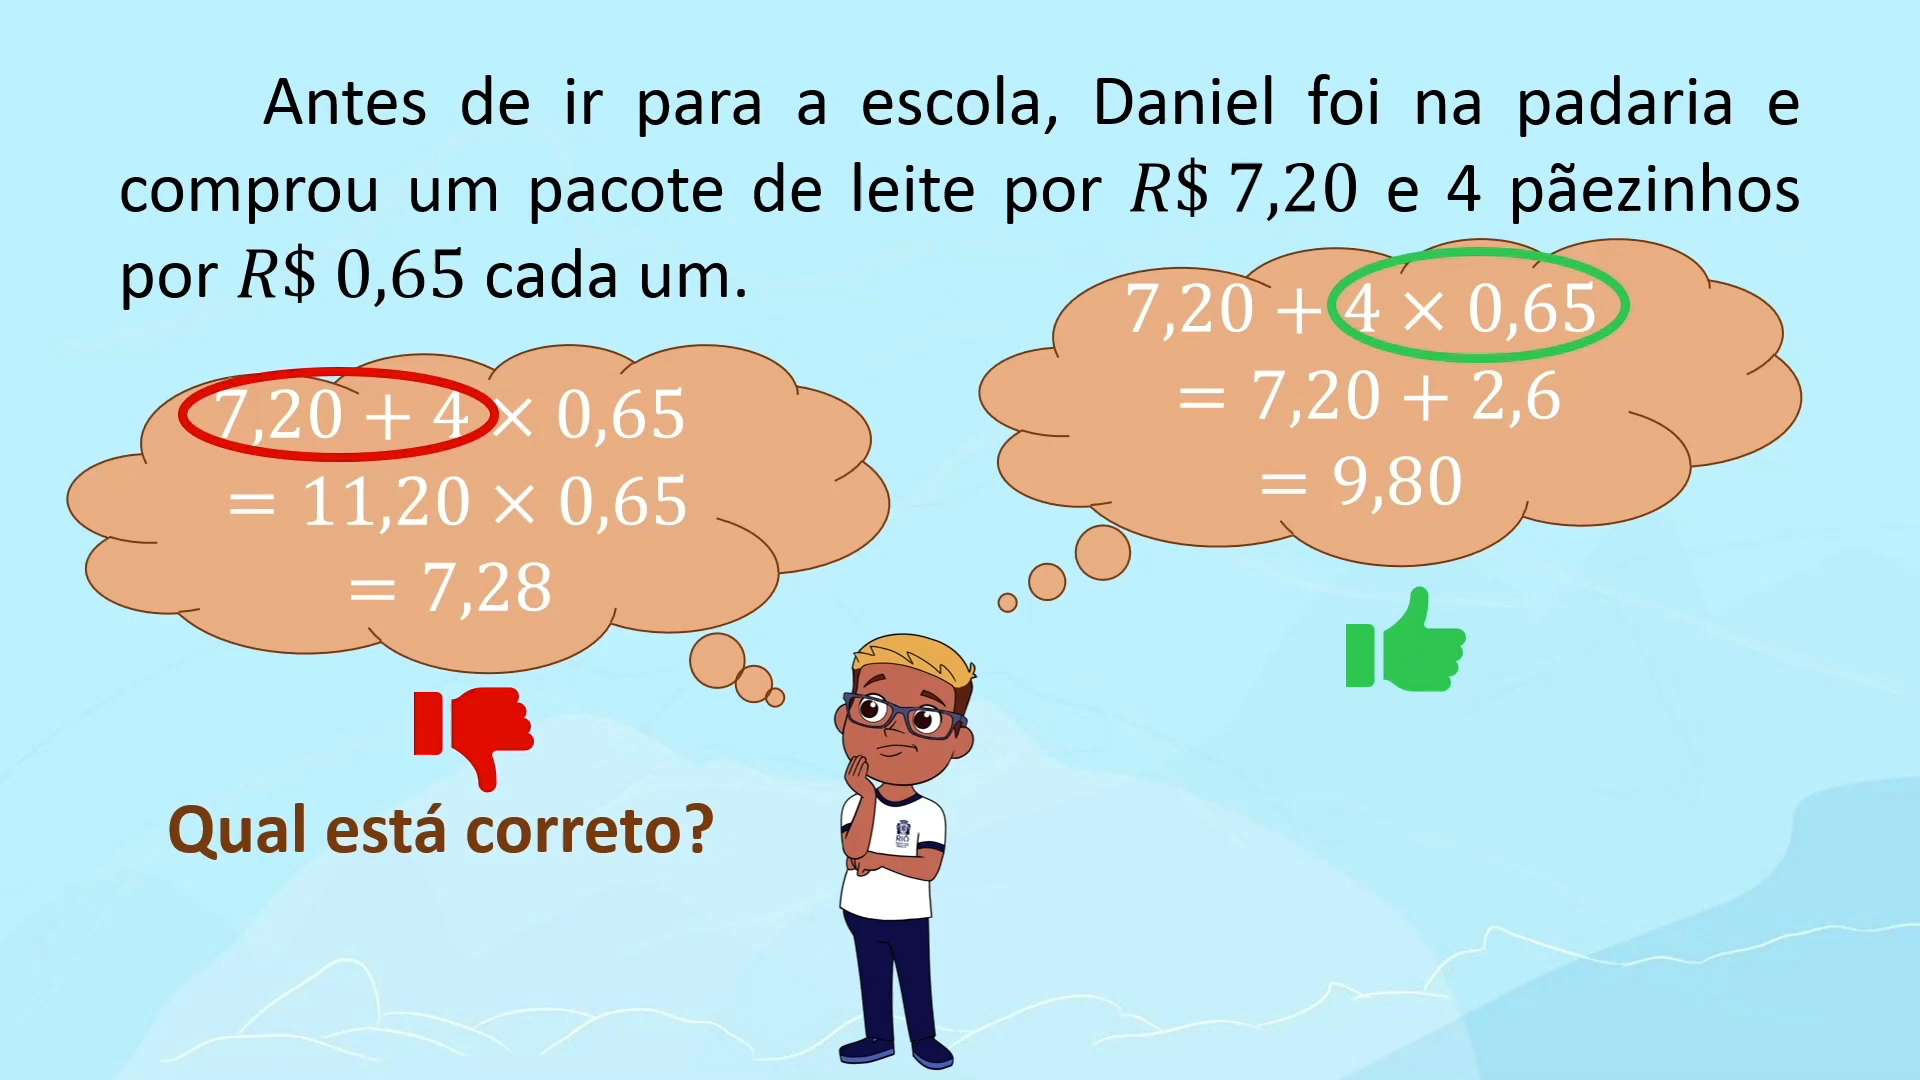 Antes de ir para a escola, Daniel foi na padaria e
comprou um pacote de leite por R$ 7,20 e 4 pãezinhos
por R$ 0,65 cada um.
7,20 + 4 × 0,65
= 11,20 × 0,65
= 7,28
7,20 + 4 × 0,65
= 7,20 + 2,6
= 9,80
Qual está correto?
RIO